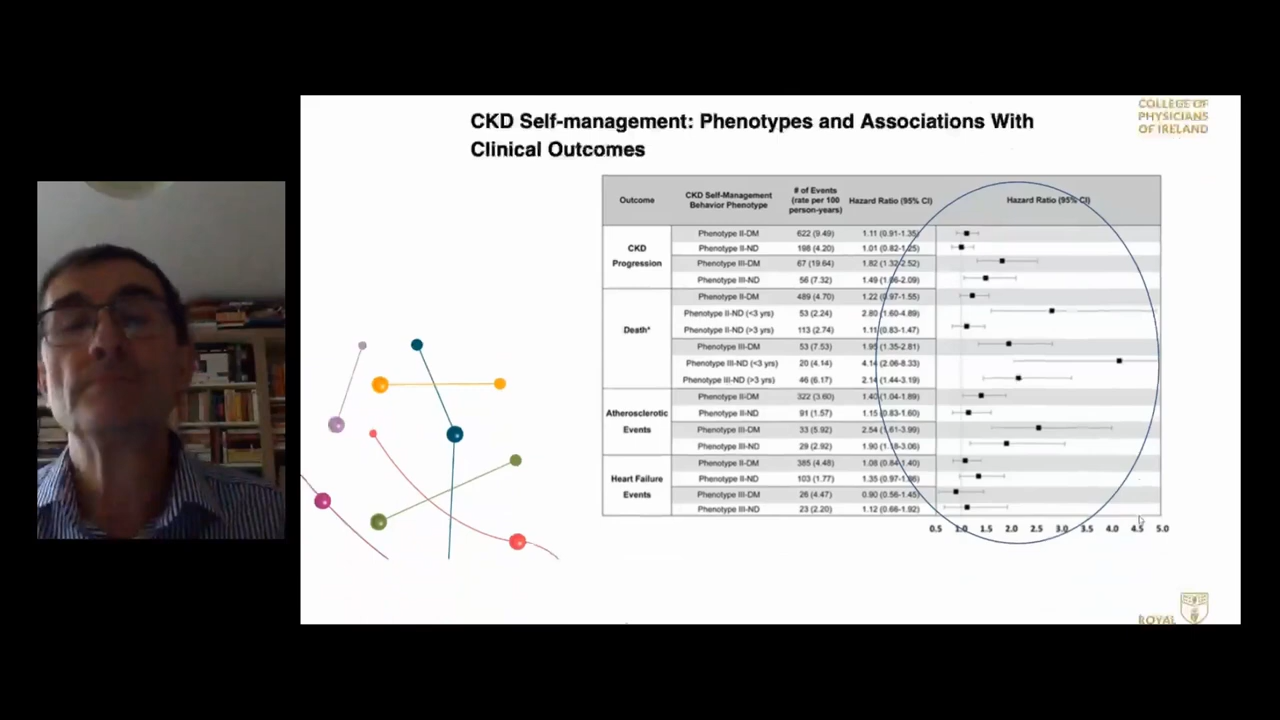 CKD Self-management: Phenotypes and Associations With
Clinical Outcomes
COLLEGE OF
PHYSICIANS
OF IRELAND
Outcome
CKD Self-Management
Behavior Phenotype
# of Events
(rate per 100
person-years)
Hazard Ratio (95% CI)
Hazard Ratio (95% CI)
CKD
Progression
Phenotype II-DM 622 (9.49) 1.11 (0.91-1.35)
Phenotype II-ND 198 (4.20) 1.01 (0.82-1.25)
Phenotype III-DM 67 (19.64) 1.82 (1.32-2.52)
Phenotype III-ND 56 (7.32) 1.49 (1.06-2.09)
Death*
Phenotype II-DM 489 (4.70) 1.22 (0.97-1.55)
Phenotype II-ND (<3 yrs) 53 (2.24) 2.80 (1.60-4.89)
Phenotype II-ND (>3 yrs) 113 (2.74) 1.11 (0.83-1.47)
Phenotype III-DM 53 (7.53) 1.95 (1.35-2.81)
Phenotype III-ND (<3 yrs) 20 (4.14) 4.14 (2.06-8.33)
Phenotype III-ND (>3 yrs) 46 (6.17) 2.14 (1.44-3.19)
Atherosclerotic
Events
Phenotype II-DM 322 (3.60) 1.40 (1.04-1.89)
Phenotype II-ND 91 (1.57) 1.15 (0.83-1.60)
Phenotype III-DM 33 (5.92) 2.54 (1.61-3.99)
Phenotype III-ND 29 (2.92) 1.90 (1.18-3.06)
Heart Failure
Events
Phenotype II-DM 385 (4.48) 1.08 (0.84-1.40)
Phenotype II-ND 103 (1.77) 1.35 (0.97-1.86)
Phenotype III-DM 26 (4.47) 0.90 (0.56-1.45)
Phenotype III-ND 23 (2.20) 1.12 (0.66-1.92)
0.5 1.0 1.5 2.0 2.5 3.0 3.5 4.0 4.5 5.0
ROYAL